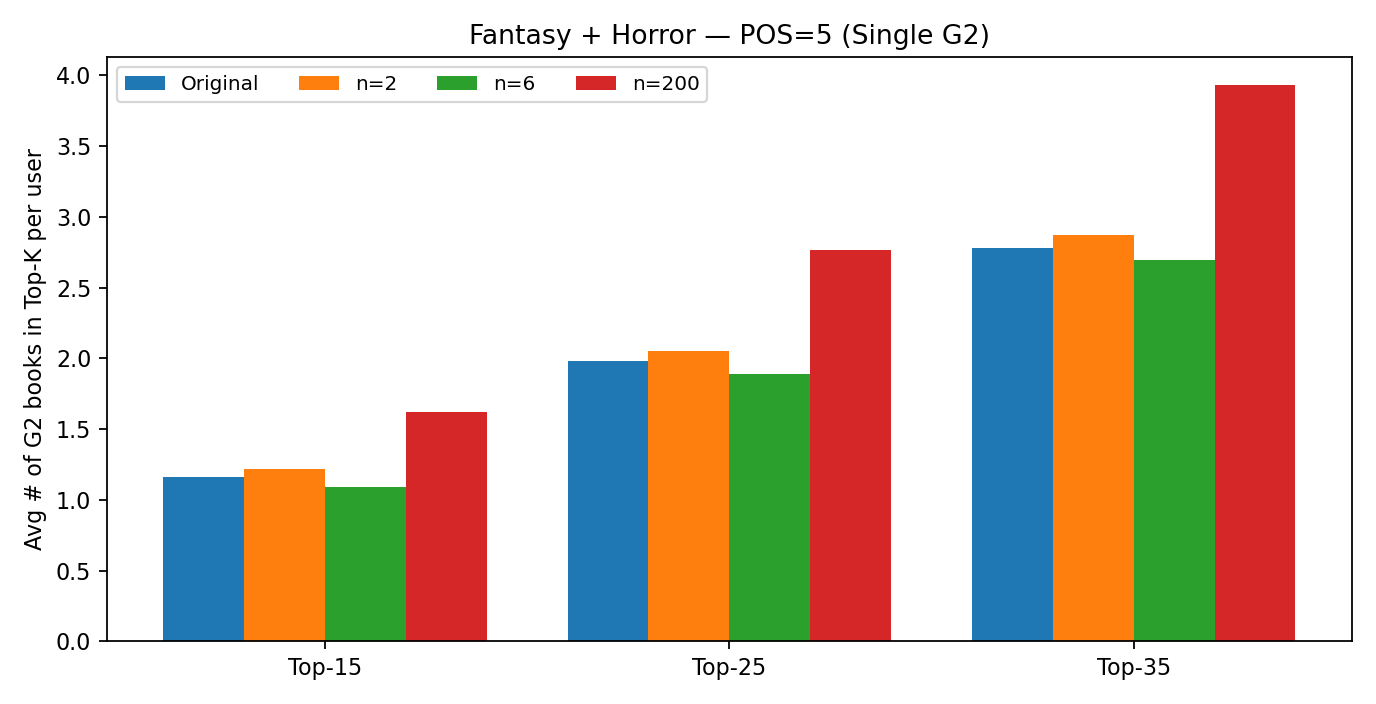 Fantasy + Horror — POS=5 (Single G2)
Original n=2 n=6 n=200
Avg # of G2 books in Top-K per user
4.0
3.5
3.0
2.5
2.0
1.5
1.0
0.5
0.0
Top-15 Top-25 Top-35